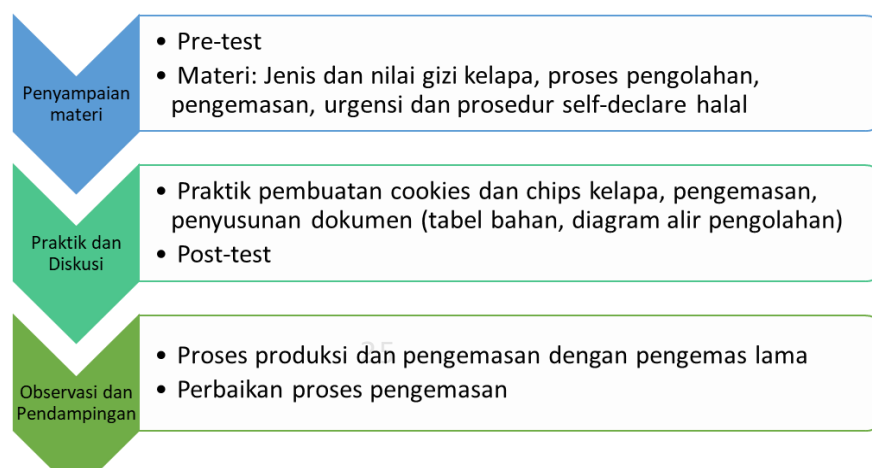 Penyampaian
materi
• Pre-test
• Materi: Jenis dan nilai gizi kelapa, proses pengolahan,
pengemasan, urgensi dan prosedur self-declare halal
Praktik dan
Diskusi
• Praktik pembuatan cookies dan chips kelapa, pengemasan,
penyusunan dokumen (tabel bahan, diagram alir pengolahan)
• Post-test
Observasi dan
Pendampingan
• Proses produksi dan pengemasan dengan pengemas lama
• Perbaikan proses pengemasan